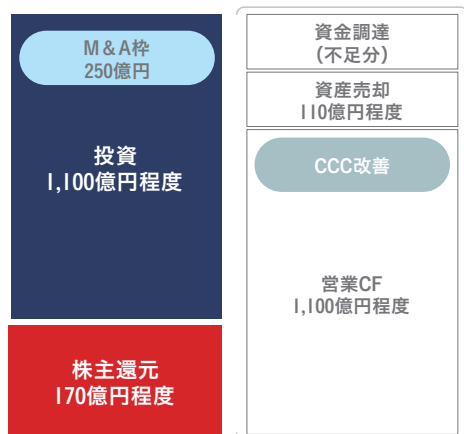 M&A枠
250億円
投資
1,100億円程度
株主還元
170億円程度
資金調達
(不足分)
資産売却
110億円程度
CCC改善
営業CF
1,100億円程度